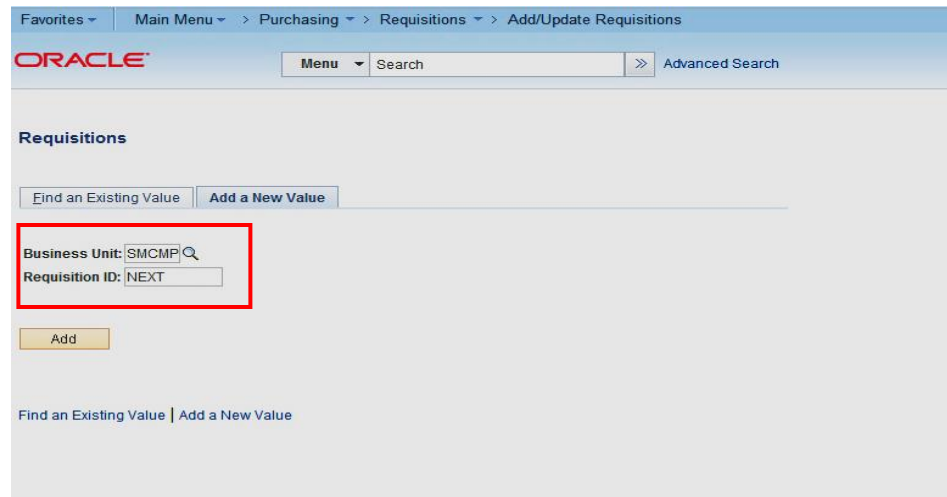 Favorites Main Menu > Purchasing > Requisitions > Add/Update Requisitions
ORACLE Menu Search Advanced Search
Requisitions
Find an Existing Value Add a New Value
Business Unit: SMCMP
Requisition ID: NEXT
Add
Find an Existing Value | Add a New Value